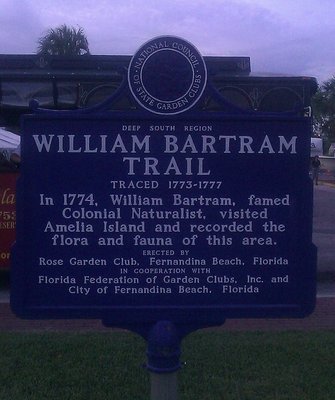 NATIONAL COUNCIL
OF STATE GARDEN CLUBS
DEEP SOUTH REGION
WILLIAM BARTRAM
TRAIL
TRACED 1773-1777
In 1774, William Bartram, famed
Colonial Naturalist, visited
Amelia Island and recorded the
flora and fauna of this area.
ERECTED BY
Rose Garden Club, Fernandina Beach, Florida
IN COOPERATION WITH
Florida Federation of Garden Clubs, Inc. and
City of Fernandina Beach, Florida